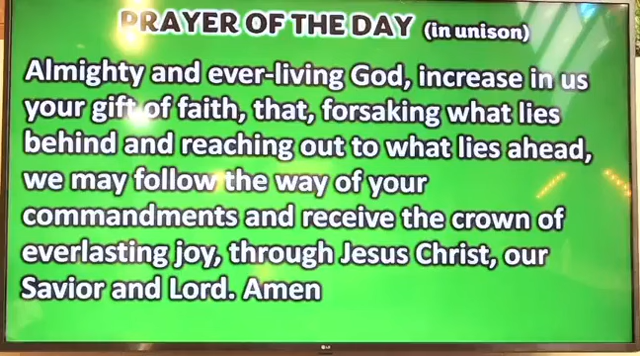 PRAYER OF THE DAY (in unison)
Almighty and ever-living God, increase in us
your gift of faith, that, forsaking what lies
behind and reaching out to what lies ahead,
we may follow the way of your
commandments and receive the crown of
everlasting joy, through Jesus Christ, our
Savior and Lord. Amen
LG